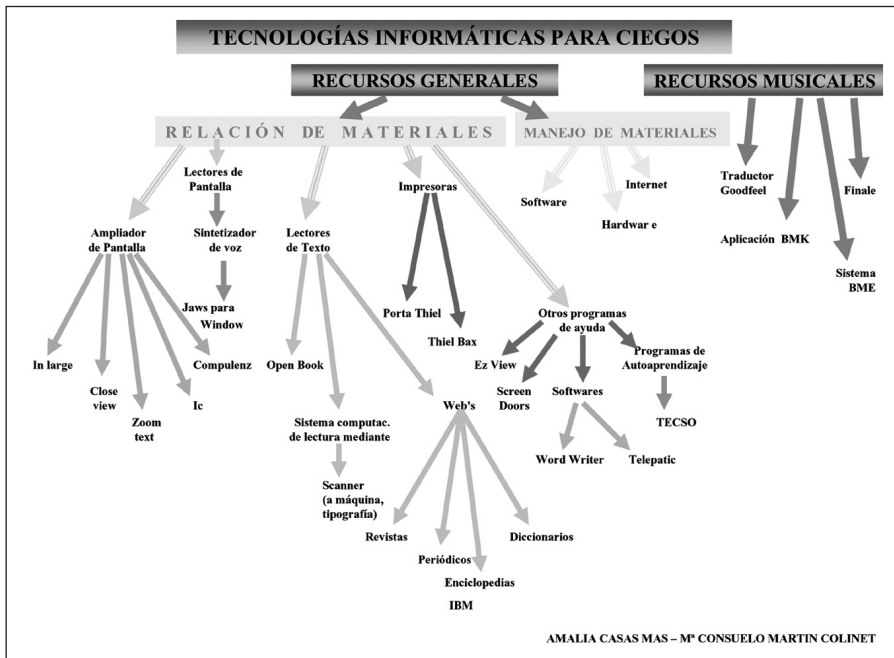 TECNOLOGÍAS INFORMÁTICAS PARA CIEGOS
RECURSOS GENERALES
RECURSOS MUSICALES
RELACIÓN DE MATERIALES
MANEJO DE MATERIALES
Lectores de
Pantalla
Impresoras
Software
Internet
Hardwar e
Traductor
Goodfeel
Finale
Aplicación BMK
Sistema
BME
Ampliador
de Pantalla
Sintetizador
de voz
Lectores
de Texto
Jaws para
Window
Porta Thiel
Thiel Bax
Otros programas
de ayuda
In large
Close
view
Zoom
text
Ic
Compulenz
Open Book
Sistema computac.
de lectura mediante
Scanner
(a máquina,
tipografía)
Web's
Revistas
Periódicos
Enciclopedias
IBM
Diccionarios
Ez View
Screen
Doors
Softwares
Programas de
Autoaprendizaje
TECSO
Word Writer
Telepatic
AMALIA CASAS MAS – Mª CONSUELO MARTIN COLINET